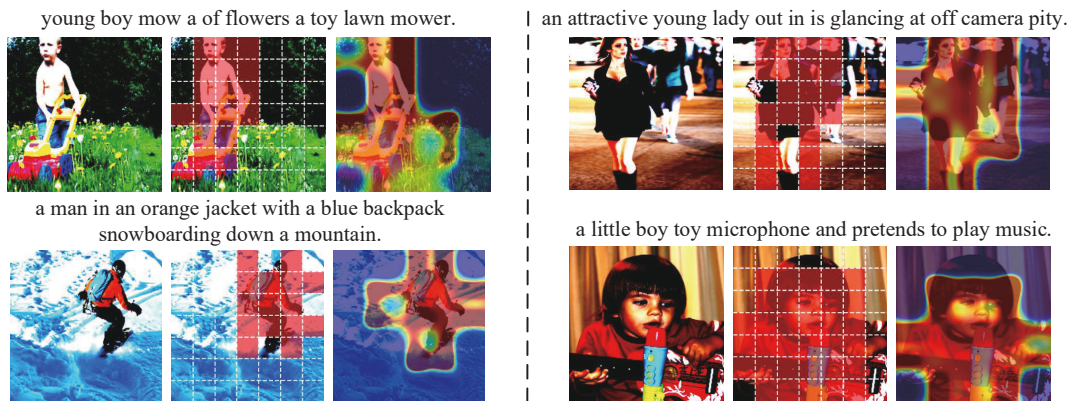 young boy mow a of flowers a toy lawn mower.
a man in an orange jacket with a blue backpack
snowboarding down a mountain.
an attractive young lady out in is glancing at off camera pity.
a little boy toy microphone and pretends to play music.